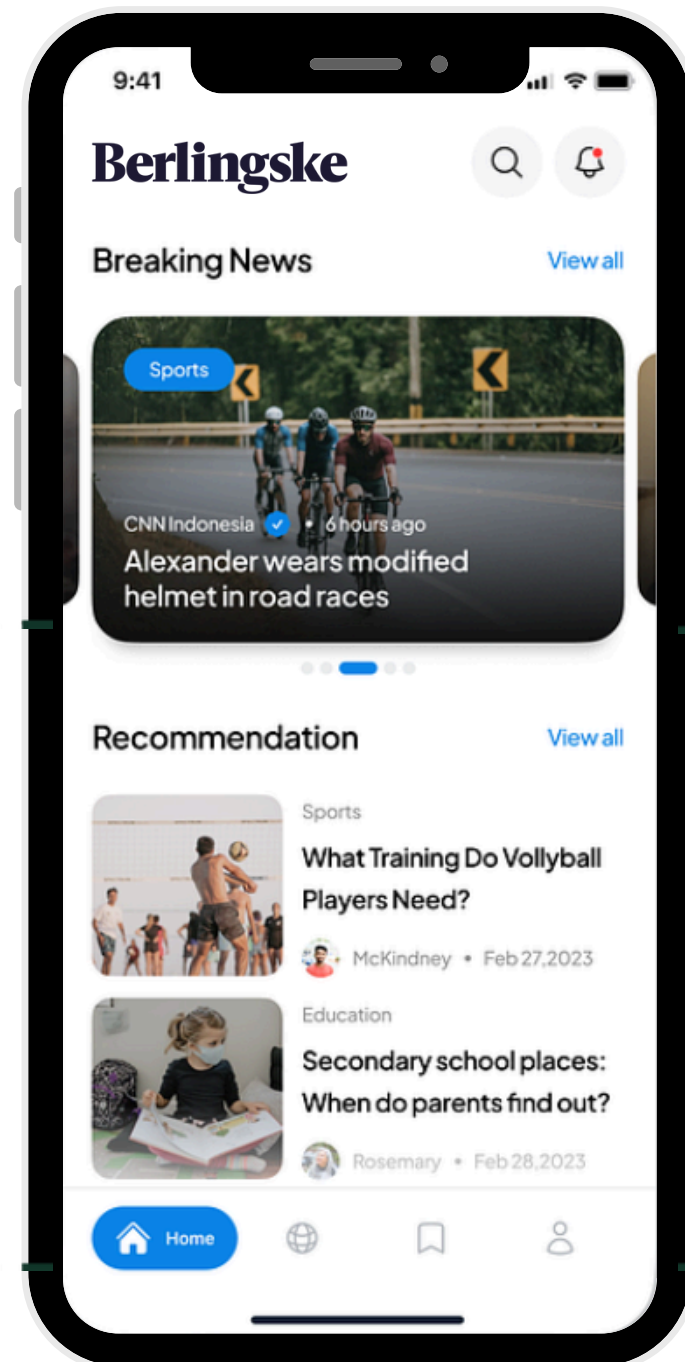 9:41
Berlingske
Breaking News
View all
Sports
CNN Indonesia • 6 hours ago
Alexander wears modified
helmet in road races
Recommendation
View all
Sports
What Training Do Vollyball
Players Need?
McKindney • Feb 27,2023
Education
Secondary school places:
When do parents find out?
Rosemary • Feb 28,2023
Home